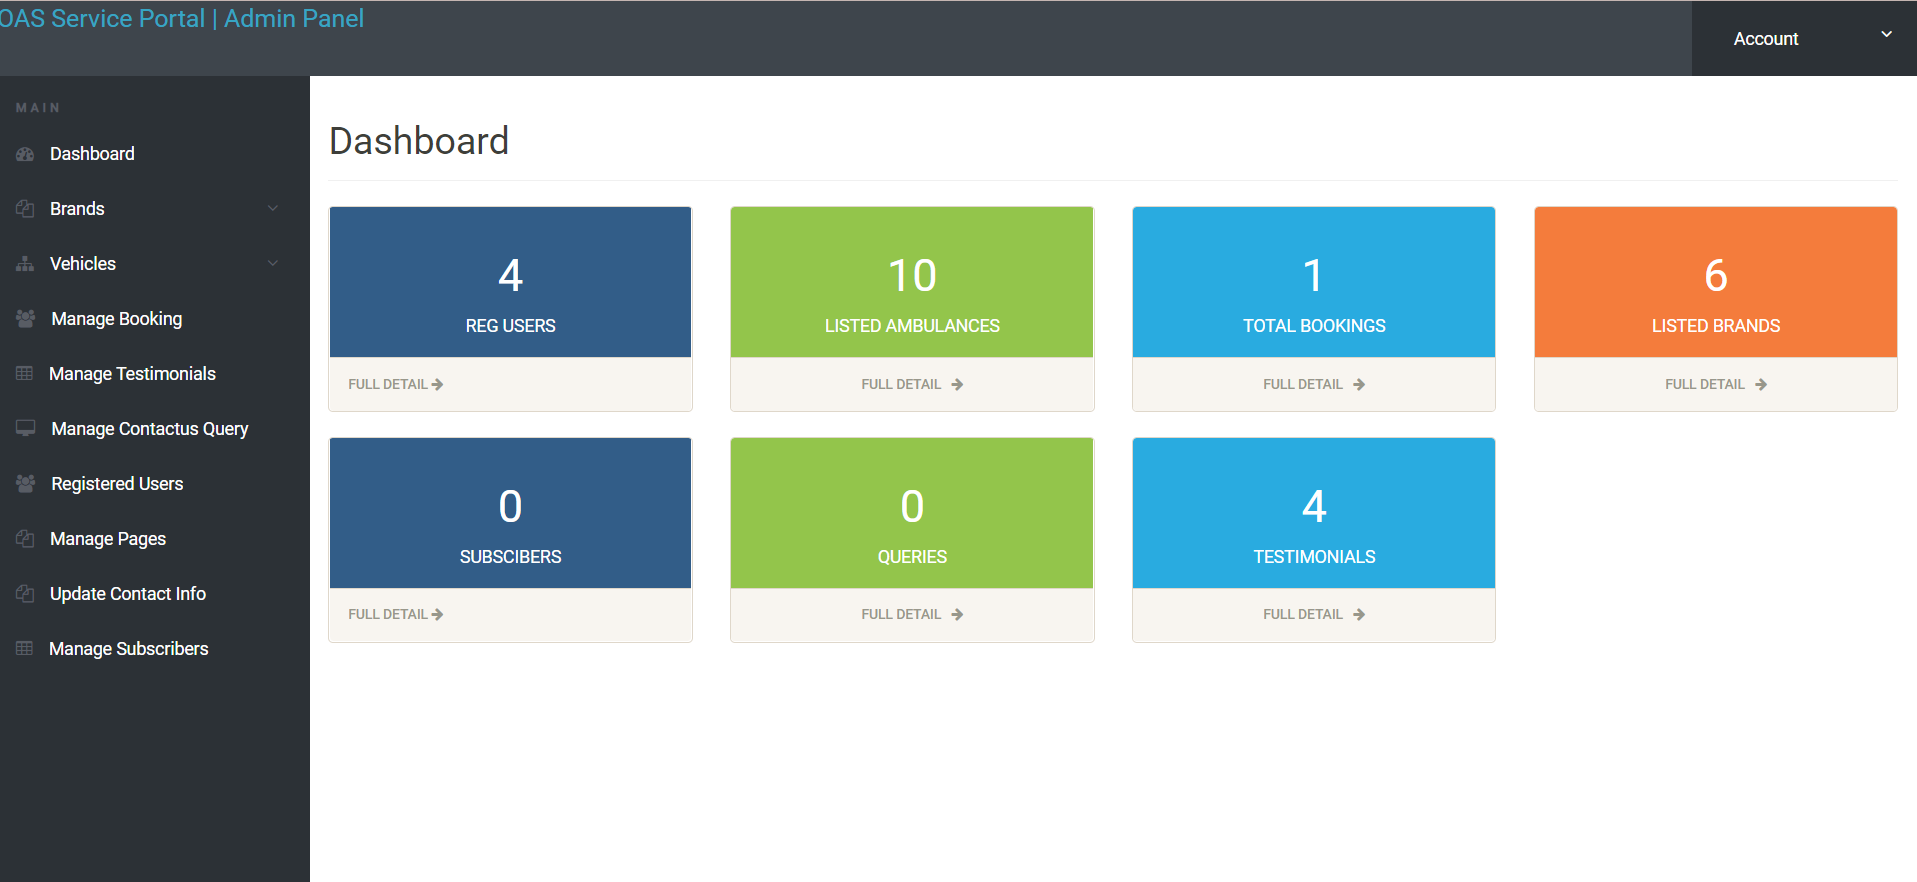 OAS Service Portal | Admin Panel
Account
MAIN
Dashboard
Brands
Vehicles
Manage Booking
Manage Testimonials
Manage Contactus Query
Registered Users
Manage Pages
Update Contact Info
Manage Subscribers
Dashboard
4
REG USERS
FULL DETAIL
10
LISTED AMBULANCES
FULL DETAIL
1
TOTAL BOOKINGS
FULL DETAIL
6
LISTED BRANDS
FULL DETAIL
0
SUBSCIBERS
FULL DETAIL
0
QUERIES
FULL DETAIL
4
TESTIMONIALS
FULL DETAIL